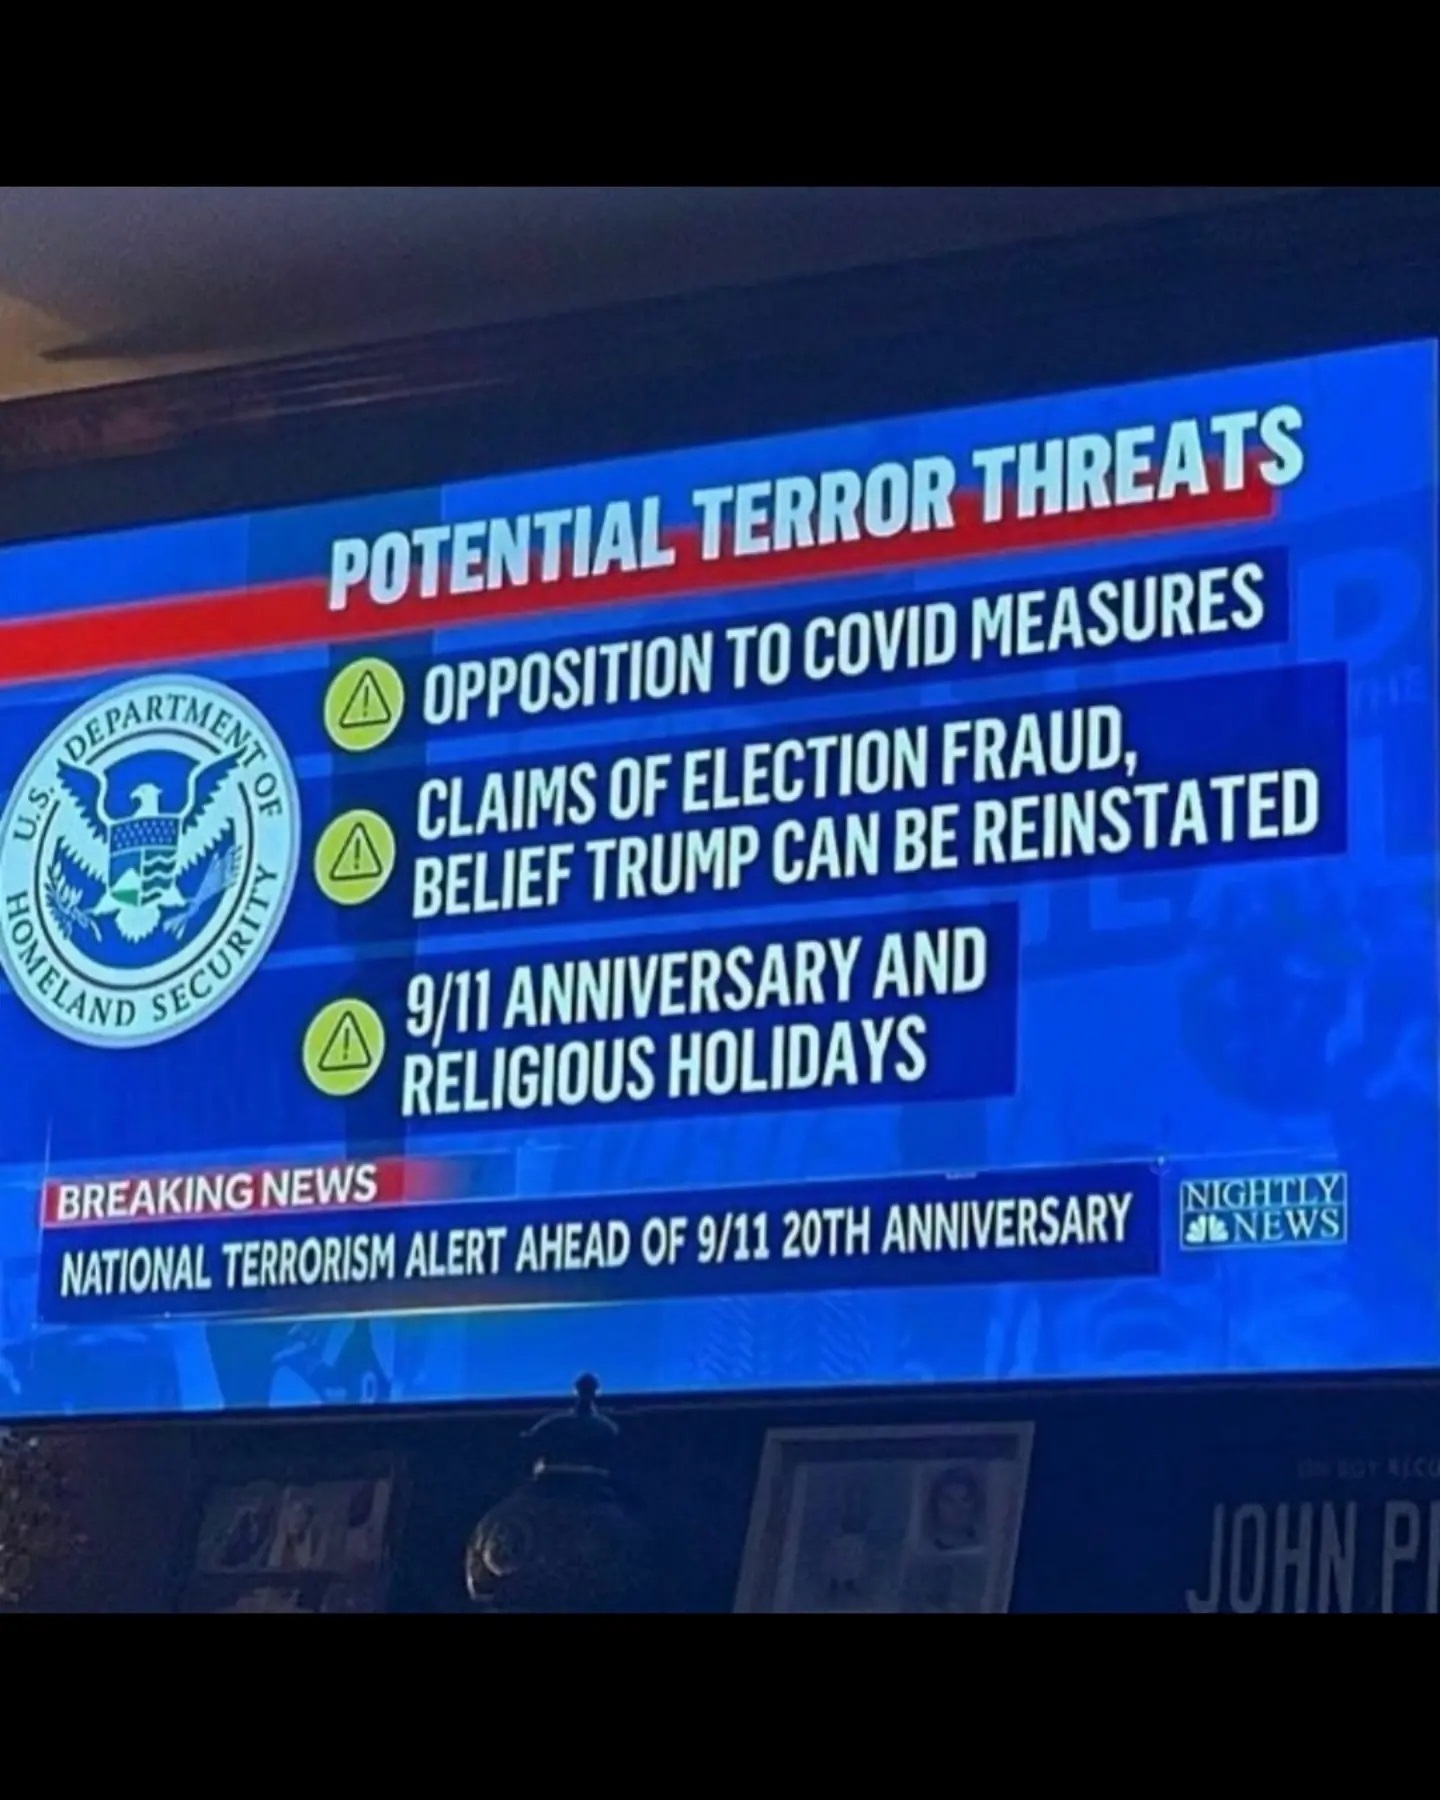 POTENTIAL TERROR THREATS
OPPOSITION TO COVID MEASURES
CLAIMS OF ELECTION FRAUD,
BELIEF TRUMP CAN BE REINSTATED
9/11 ANNIVERSARY AND
RELIGIOUS HOLIDAYS
U.S. DEPARTMENT OF
HOMELAND SECURITY
BREAKING NEWS
NATIONAL TERRORISM ALERT AHEAD OF 9/11 20TH ANNIVERSARY
NIGHTLY
NEWS
JOHN